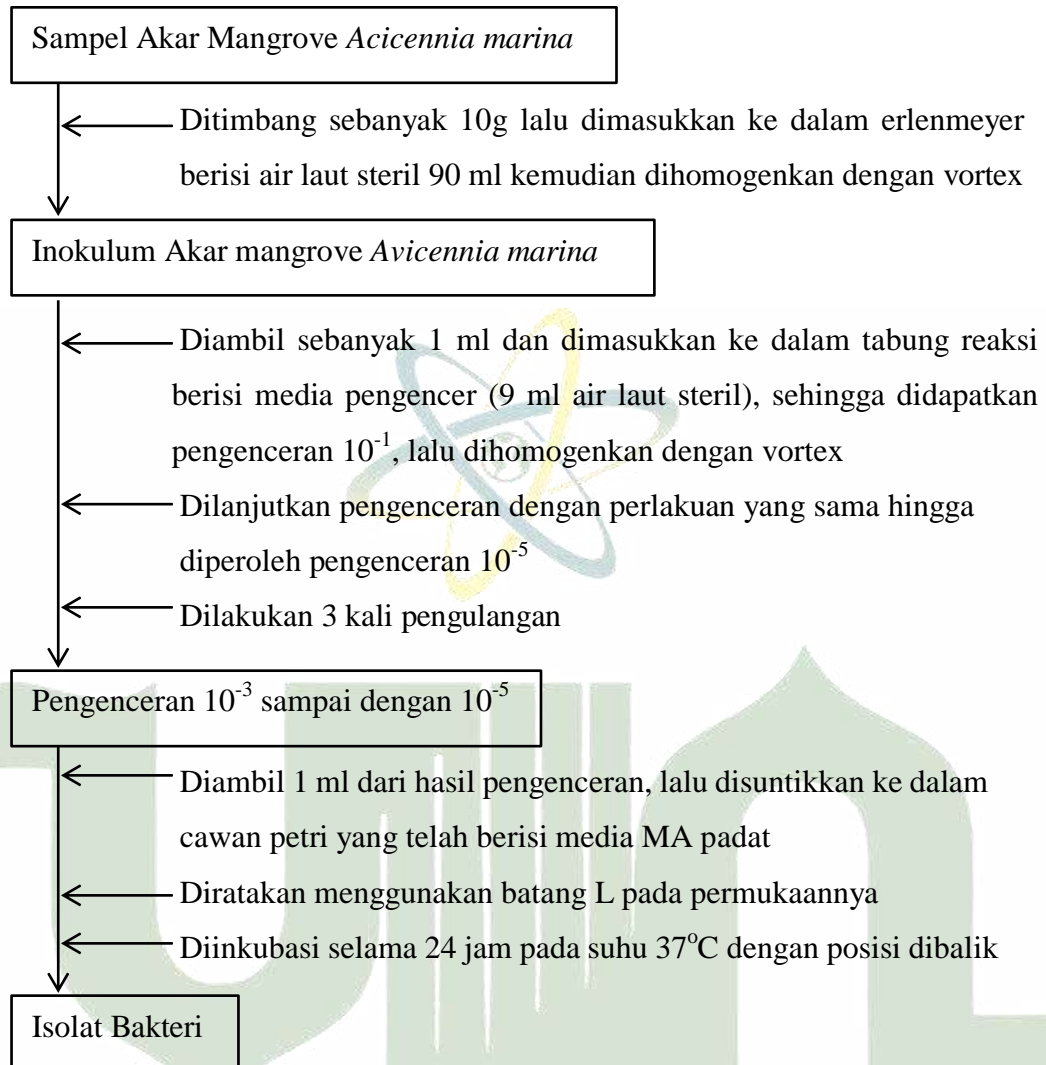 Sampel Akar Mangrove Acicennia marina
Ditimbang sebanyak 10g lalu dimasukkan ke dalam erlenmeyer
berisi air laut steril 90 ml kemudian dihomogenkan dengan vortex
Inokulum Akar mangrove Avicennia marina
Diambil sebanyak 1 ml dan dimasukkan ke dalam tabung reaksi
berisi media pengencer (9 ml air laut steril), sehingga didapatkan
pengenceran 10⁻¹, lalu dihomogenkan dengan vortex
Dilanjutkan pengenceran dengan perlakuan yang sama hingga
diperoleh pengenceran 10⁻⁵
Dilakukan 3 kali pengulangan
Pengenceran 10⁻³ sampai dengan 10⁻⁵
Diambil 1 ml dari hasil pengenceran, lalu disuntikkan ke dalam
cawan petri yang telah berisi media MA padat
Diratakan menggunakan batang L pada permukaannya
Diinkubasi selama 24 jam pada suhu 37°C dengan posisi dibalik
Isolat Bakteri